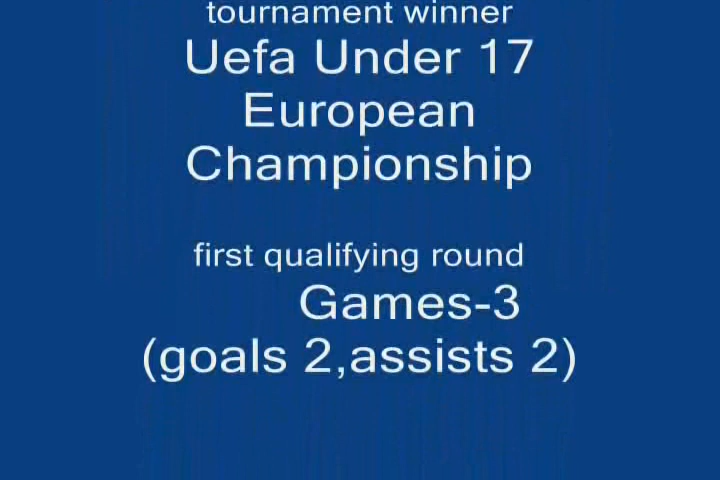 tournament winner
Uefa Under 17
European
Championship
first qualifying round
Games-3
(goals 2,assists 2)